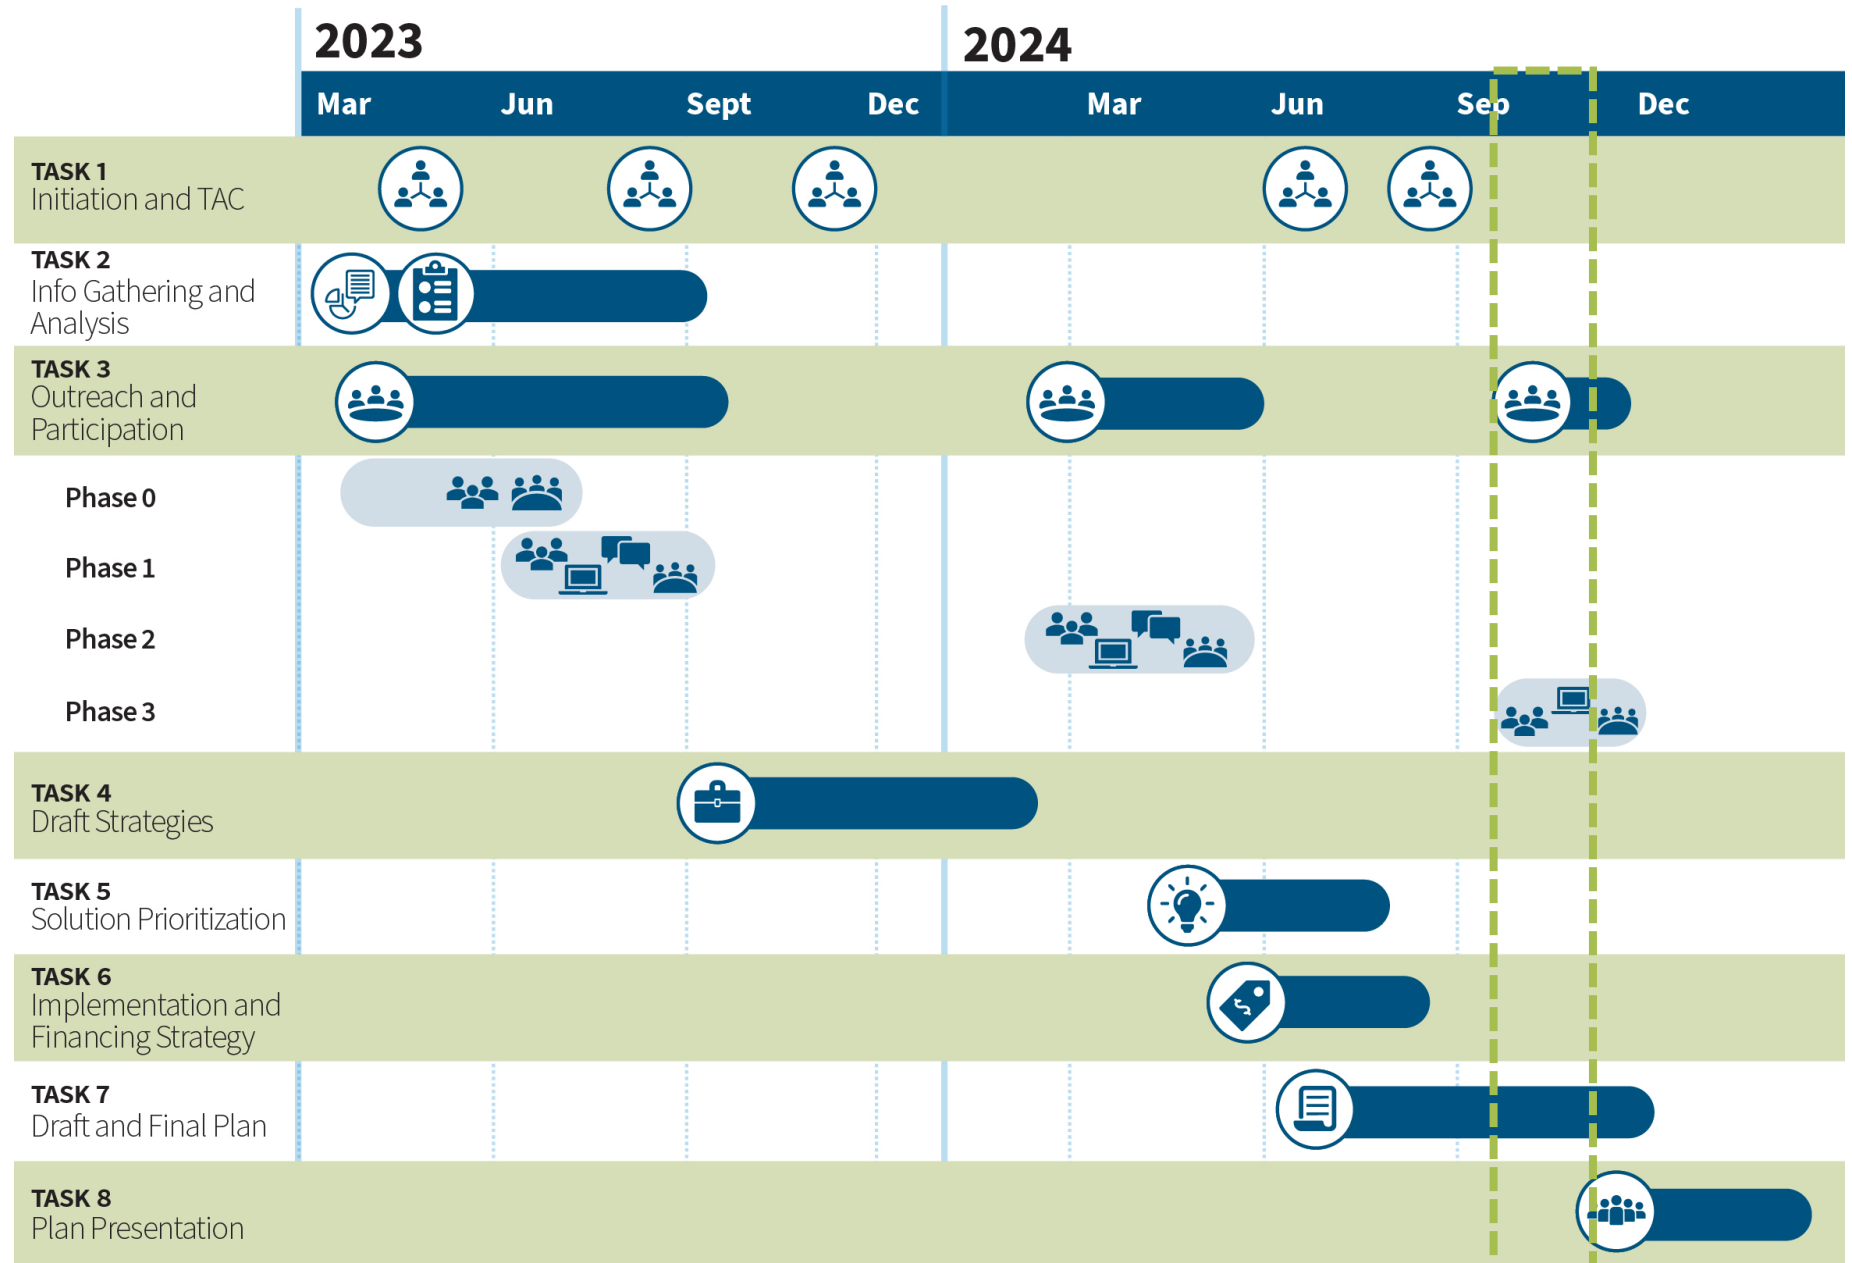 2023
2024
Mar Jun Sept Dec Mar Jun Sep Dec
TASK 1
Initiation and TAC
TASK 2
Info Gathering and
Analysis
TASK 3
Outreach and
Participation
Phase 0
Phase 1
Phase 2
Phase 3
TASK 4
Draft Strategies
TASK 5
Solution Prioritization
TASK 6
Implementation and
Financing Strategy
TASK 7
Draft and Final Plan
TASK 8
Plan Presentation